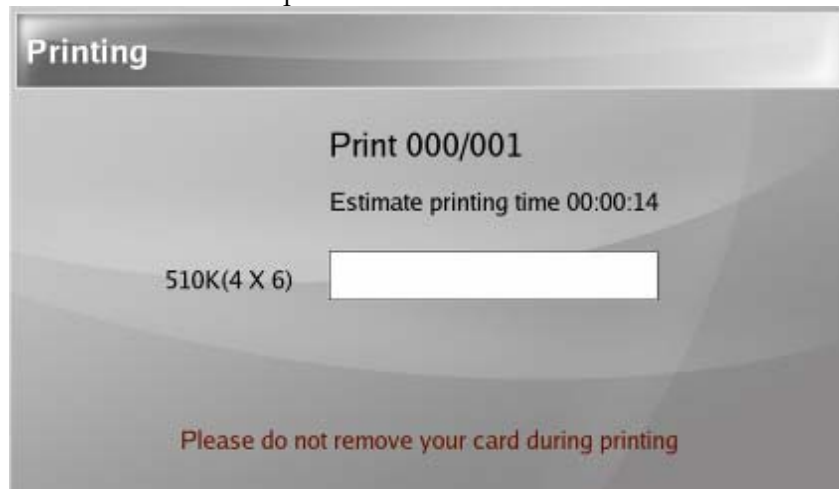 Printing
Print 000/001
Estimate printing time 00:00:14
510K(4 X 6)
Please do not remove your card during printing